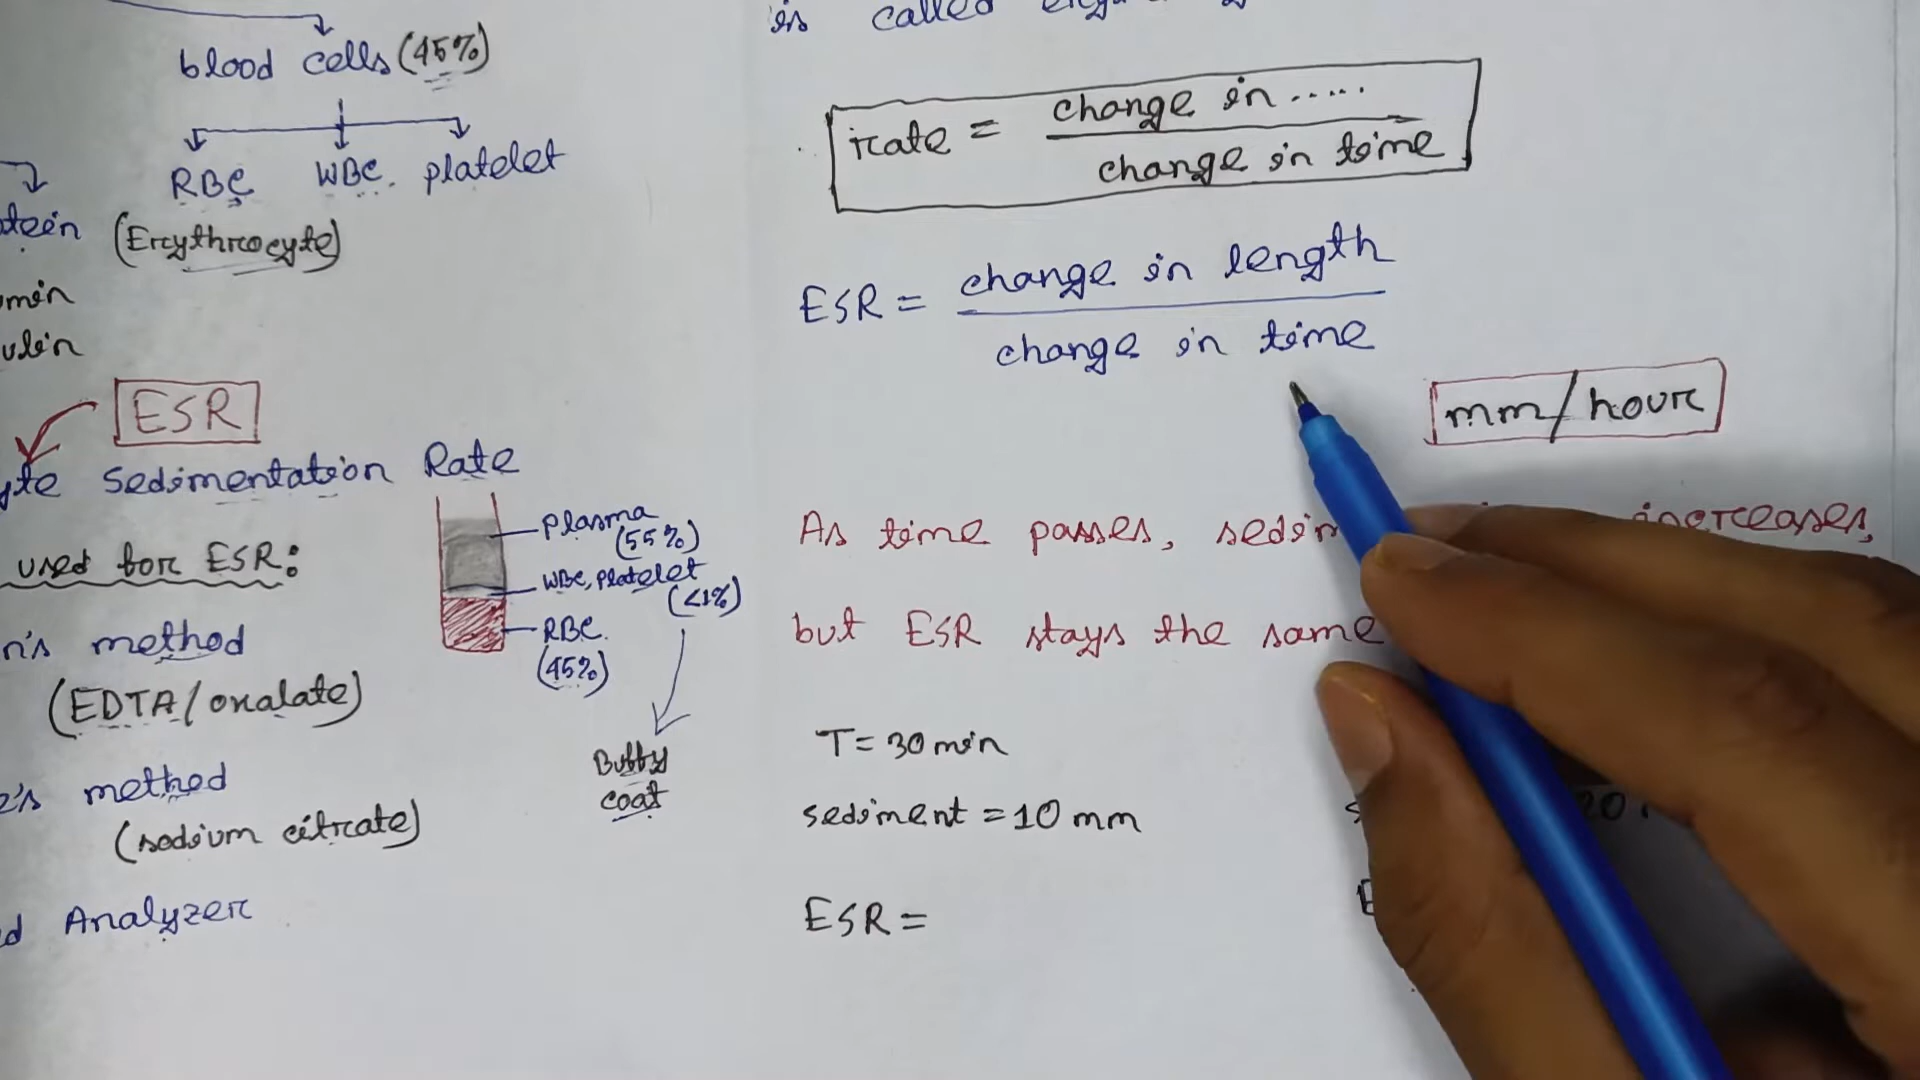 blood cells (45%)
RBC WBC. platelet
(Erythrocyte)
ESR
Sedimentation Rate
used for ESR:
method
(EDTA/oxalate)
method
(sodium citrate)
Analyzer
plasma
(55%)
WBC, platelet
(<1%)
RBC.
(45%)
Buffy
coat
is called
rate = change in .....
change in time
ESR = change in length
change in time
mm/hour
As time passes, increases,
but ESR stays the same
T = 30 min
sediment = 10 mm
ESR =
20